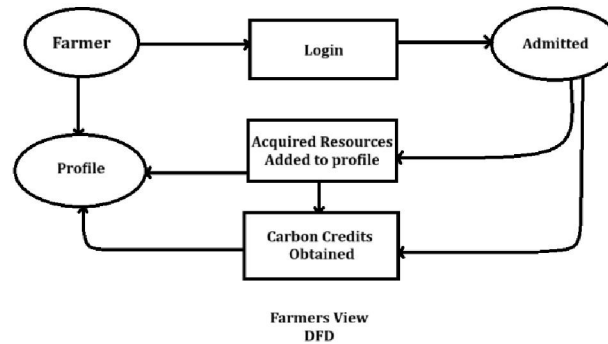 Farmer
Login
Admitted
Acquired Resources
Added to profile
Profile
Carbon Credits
Obtained
Farmers View
DFD